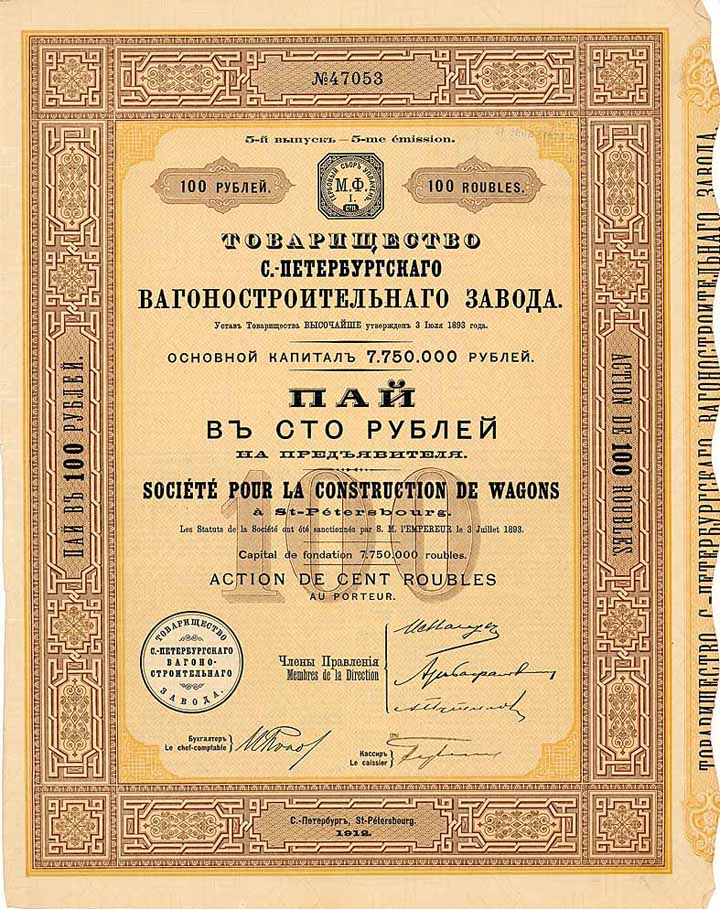 №47053
5-й выпускъ — 5-me émission.
100 РУБЛЕЙ.
ГЕРБОВЫЙ СБОРЪ УПЛАЧЕНЪ
М.Ф.
I.
СТП.
100 ROUBLES.
ТОВАРИЩЕСТВО
С.-ПЕТЕРБУРГСКАГО
ВАГОНОСТРОИТЕЛЬНАГО ЗАВОДА.
Уставъ Товарищества ВЫСОЧАЙШЕ утвержденъ 3 Іюля 1893 года.
ОСНОВНОЙ КАПИТАЛЪ 7.750.000 РУБЛЕЙ.
ПАЙ
ВЪ СТО РУБЛЕЙ
НА ПРЕДЪЯВИТЕЛЯ.
100
SOCIÉTÉ POUR LA CONSTRUCTION DE WAGONS
à St-Pétersbourg.
Les Statuts de la Société ont été sanctionnés par S. M. l'EMPEREUR le 3 Juillet 1893.
Capital de fondation 7.750.000 roubles.
ACTION DE CENT ROUBLES
AU PORTEUR.
ПАЙ ВЪ 100 РУБЛЕЙ.
ACTION DE 100 ROUBLES
ТОВАРИЩЕСТВО
С.-ПЕТЕРБУРГСКАГО
ВАГОНО-
СТРОИТЕЛЬНАГО
ЗАВОДА.
Члены Правленія
Membres de la Direction
Бухгалтеръ
Le chef-comptable
Кассиръ
Le caissier
С.-Петербургъ, St-Pétersbourg.
1912.
ТОВАРИЩЕСТВО С.-ПЕТЕРБУРГСКАГО ВАГОНОСТРОИТЕЛЬНАГО ЗАВОДА